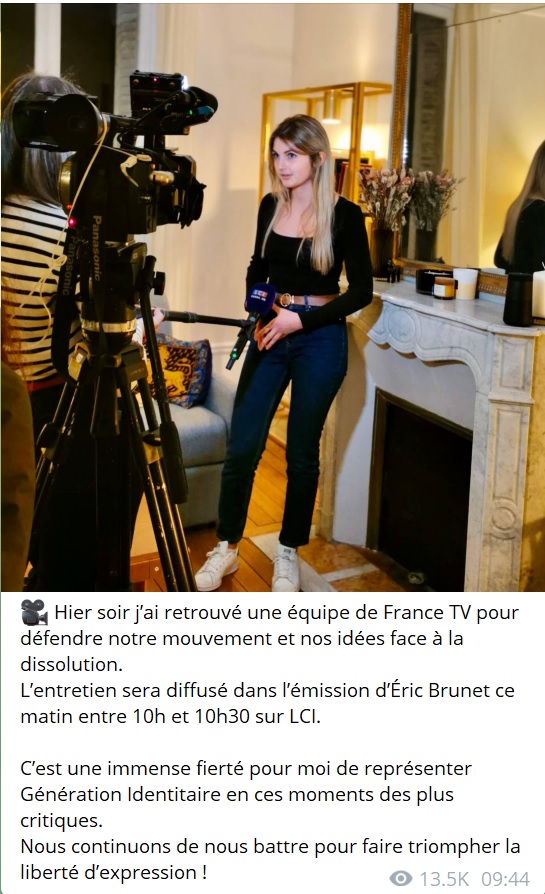 Panasonic
Panasonic
Hier soir j’ai retrouvé une équipe de France TV pour
défendre notre mouvement et nos idées face à la
dissolution.
L’entretien sera diffusé dans l’émission d’Éric Brunet ce
matin entre 10h et 10h30 sur LCI.
C’est une immense fierté pour moi de représenter
Génération Identitaire en ces moments des plus
critiques.
Nous continuons de nous battre pour faire triompher la
liberté d’expression !
13.5K 09:44